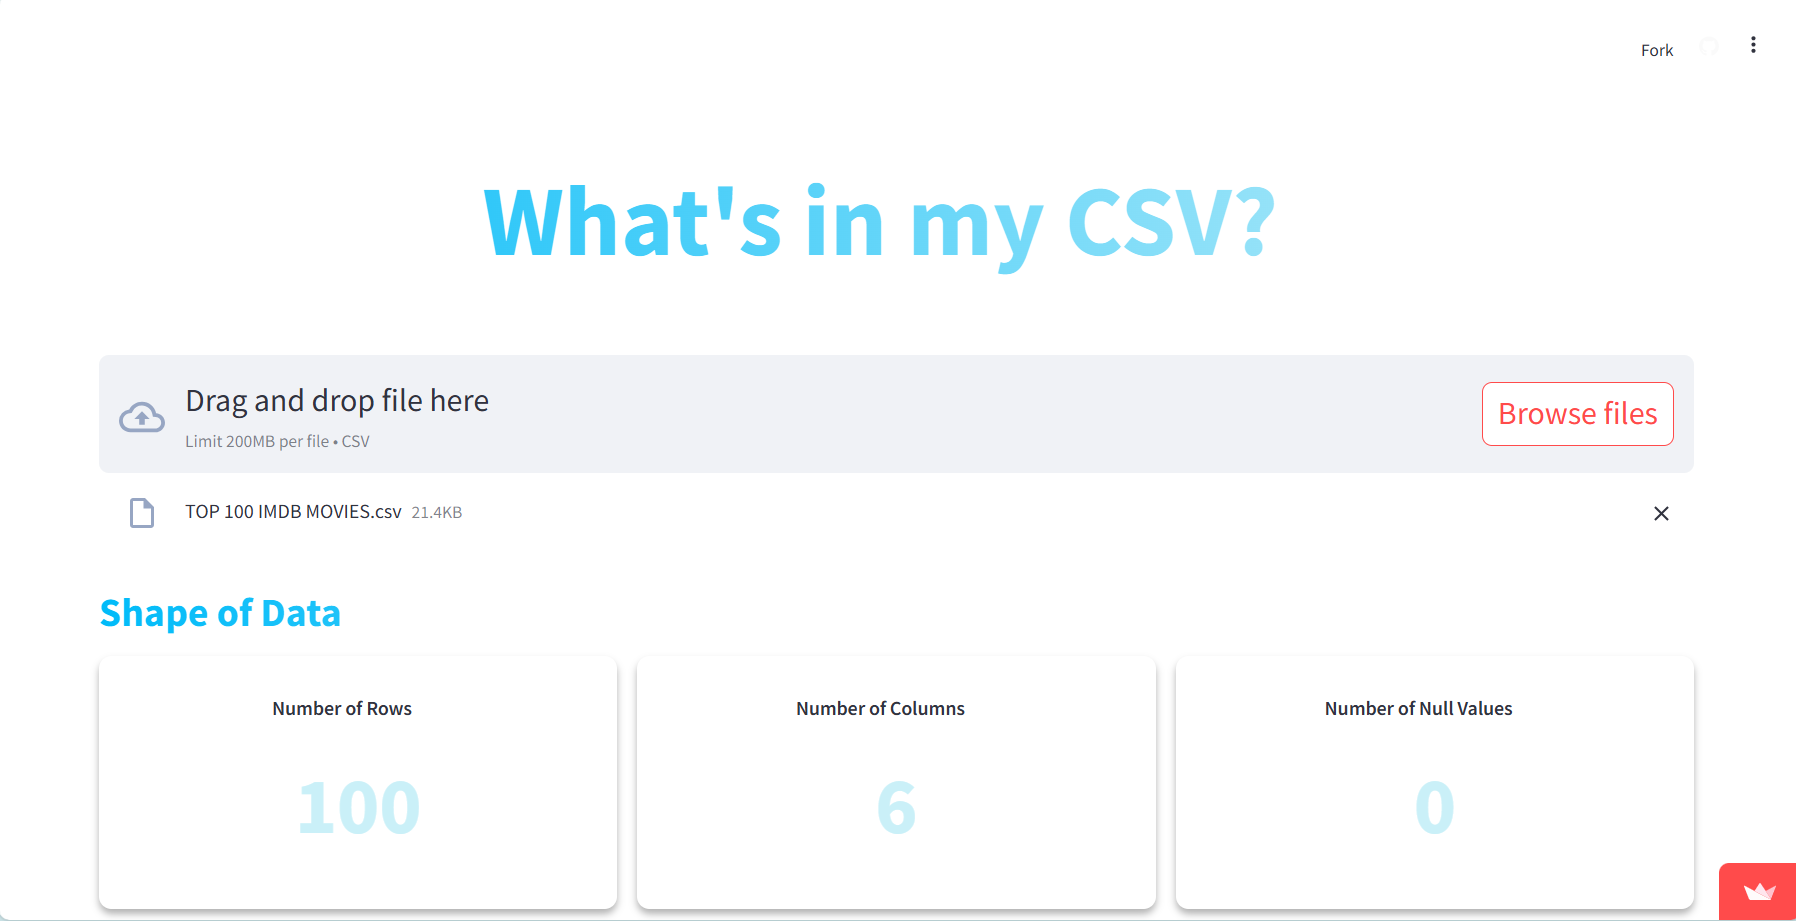 Fork
What's in my CSV?
Drag and drop file here
Limit 200MB per file • CSV
Browse files
TOP 100 IMDB MOVIES.csv 21.4KB
Shape of Data
Number of Rows
100
Number of Columns
6
Number of Null Values
0